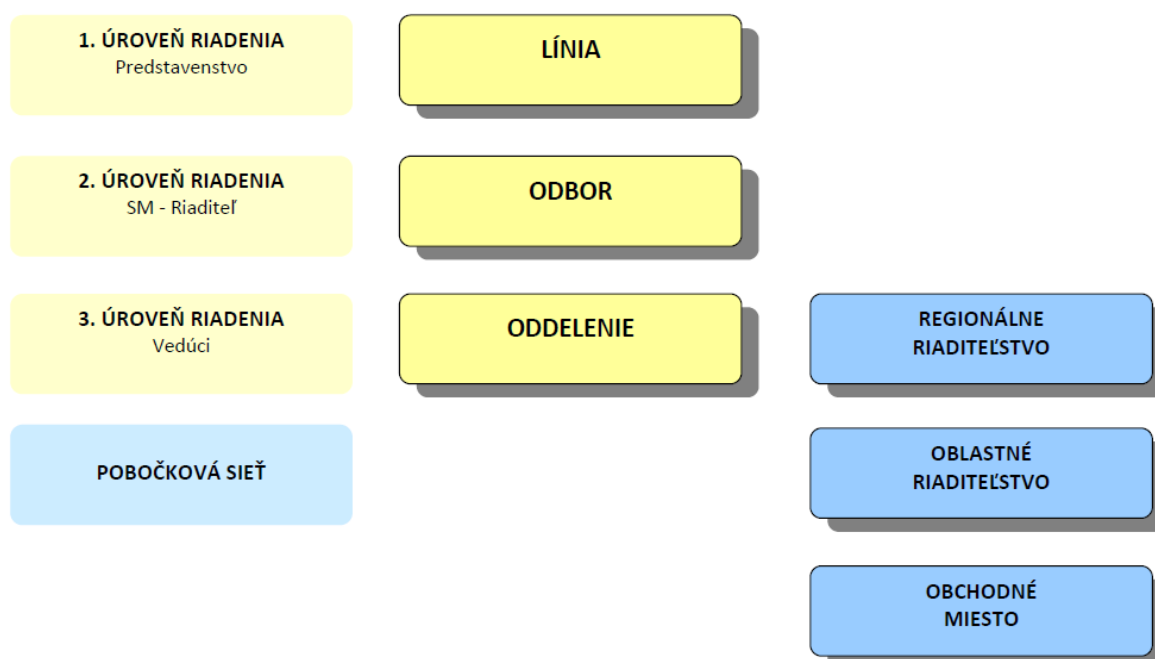 1. ÚROVEŇ RIADENIA
Predstavenstvo
LÍNIA
2. ÚROVEŇ RIADENIA
SM - Riaditeľ
ODBOR
3. ÚROVEŇ RIADENIA
Vedúci
ODDELENIE
REGIONÁLNE
RIADITEĽSTVO
POBOČKOVÁ SIEŤ
OBLASTNÉ
RIADITEĽSTVO
OBCHODNÉ
MIESTO